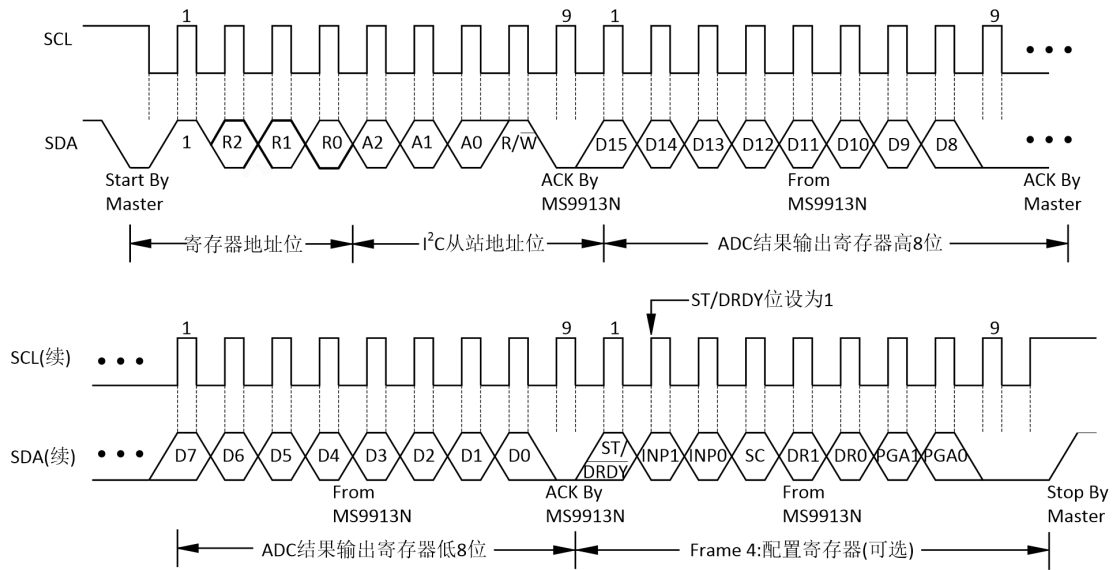 1 9 1 9
SCL
SDA 1 R2 R1 R0 A2 A1 A0 R/W̅ D15 D14 D13 D12 D11 D10 D9 D8
Start By Master
ACK By MS9913N
From MS9913N
ACK By Master
寄存器地址位
I²C从站地址位
ADC结果输出寄存器高8位
ST/DRDY位设为1
1 9 1 9
SCL(续)
SDA(续) D7 D6 D5 D4 D3 D2 D1 D0 ST/D̅R̅D̅Y̅ INP1 INP0 SC DR1 DR0 PGA1 PGA0
From MS9913N
ACK By MS9913N
From MS9913N
Stop By Master
ADC结果输出寄存器低8位
Frame 4:配置寄存器(可选)